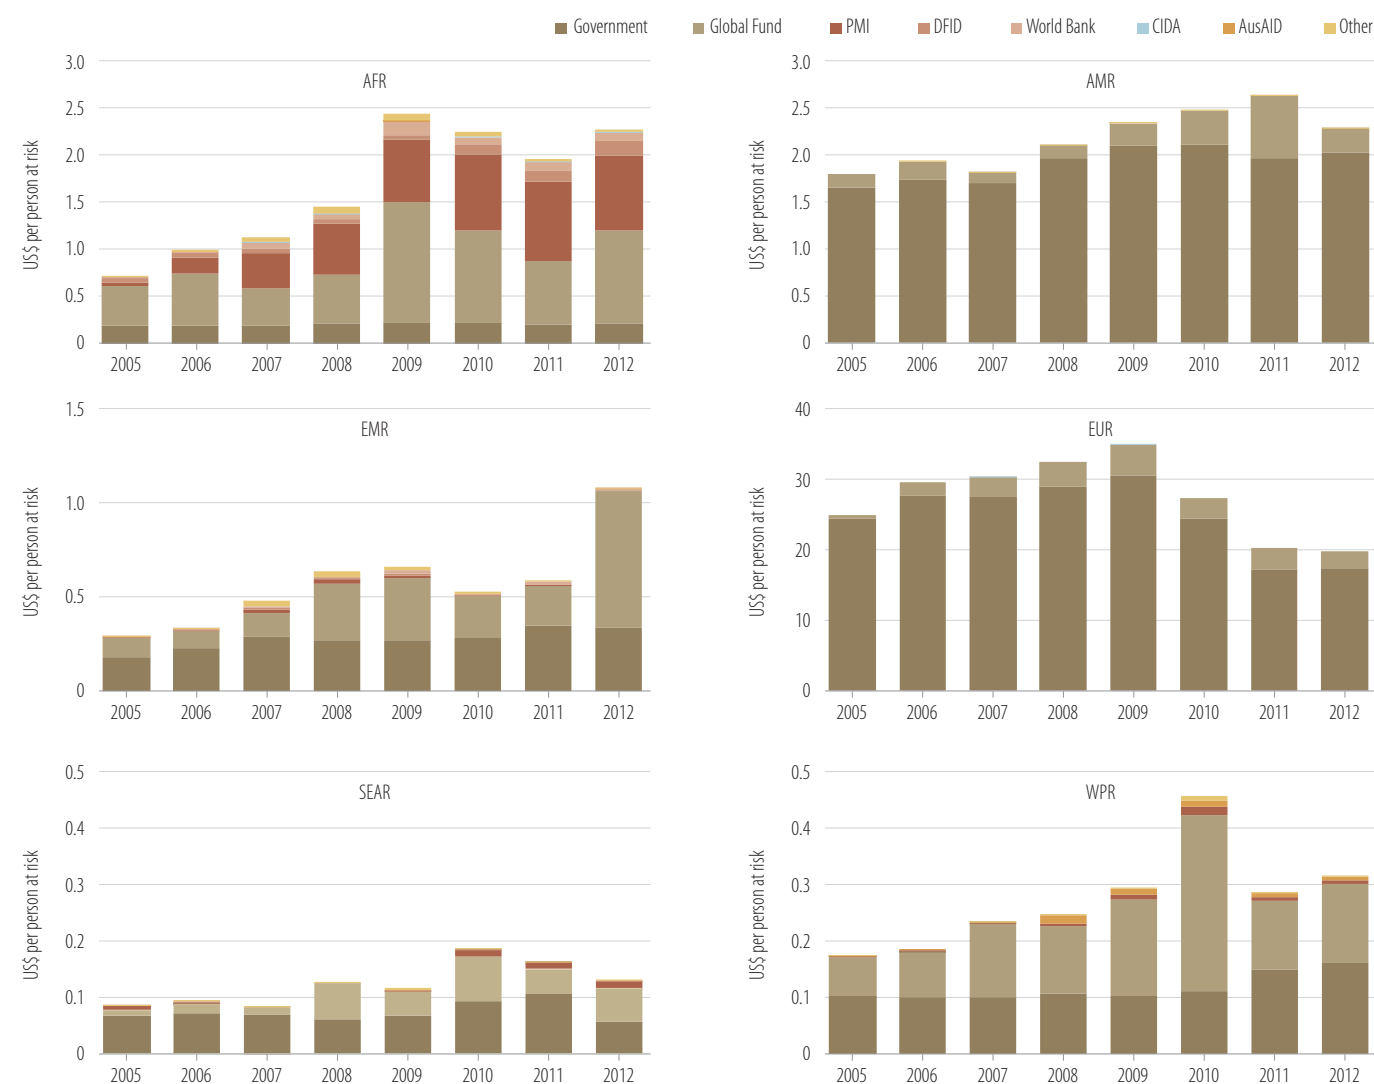 Government Global Fund PMI DFID World Bank CIDA AusAID Other
AFR
US$ per person at risk
3.0
2.5
2.0
1.5
1.0
0.5
0
2005 2006 2007 2008 2009 2010 2011 2012
AMR
US$ per person at risk
3.0
2.5
2.0
1.5
1.0
0.5
0
2005 2006 2007 2008 2009 2010 2011 2012
EMR
US$ per person at risk
1.5
1.0
0.5
0
2005 2006 2007 2008 2009 2010 2011 2012
EUR
US$ per person at risk
40
30
20
10
0
2005 2006 2007 2008 2009 2010 2011 2012
SEAR
US$ per person at risk
0.5
0.4
0.3
0.2
0.1
0
2005 2006 2007 2008 2009 2010 2011 2012
WPR
US$ per person at risk
0.5
0.4
0.3
0.2
0.1
0
2005 2006 2007 2008 2009 2010 2011 2012